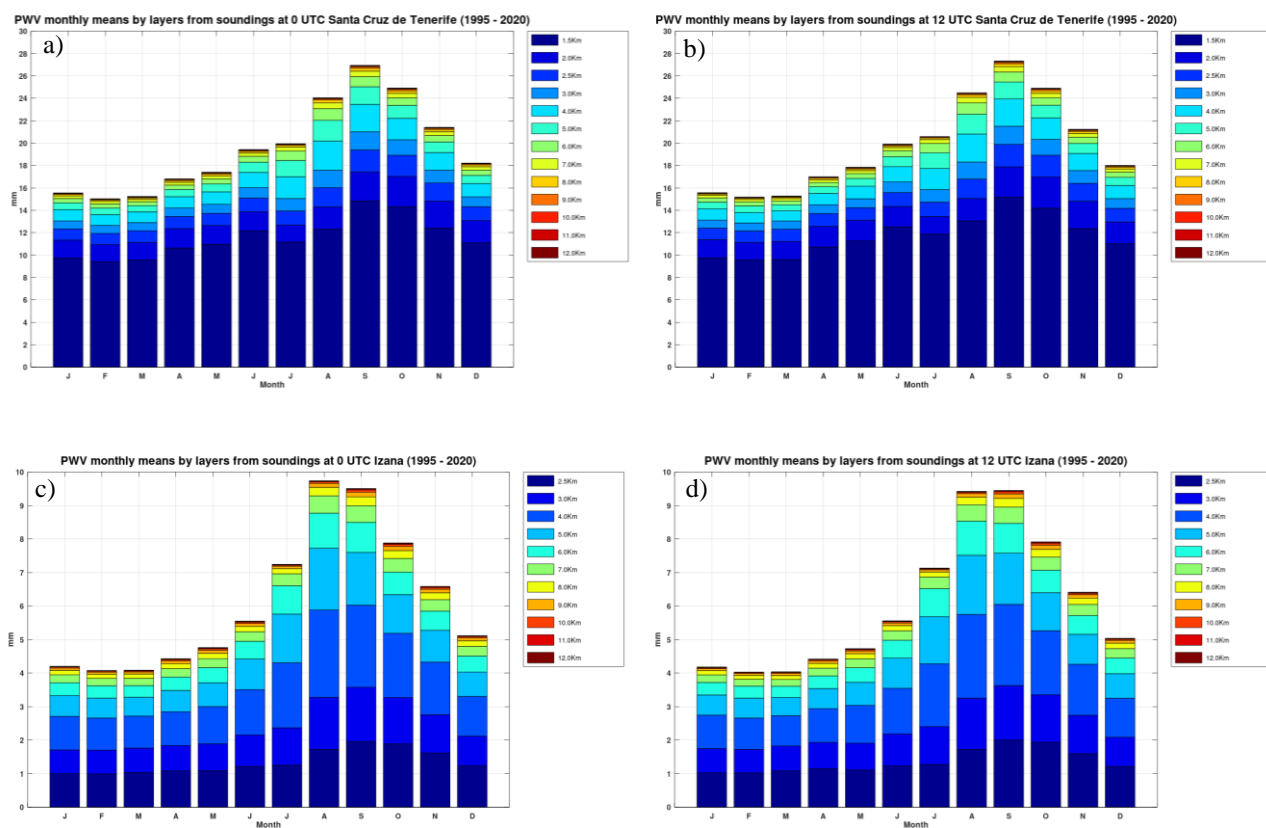 PWV monthly means by layers from soundings at 0 UTC Santa Cruz de Tenerife (1995 - 2020)
a)
30
28
26
24
22
20
18
16
14
12
10
8
6
4
2
0
mm
J F M A M J J A S O N D
Month
1.5Km
2.0Km
2.5Km
3.0Km
4.0Km
5.0Km
6.0Km
7.0Km
8.0Km
9.0Km
10.0Km
11.0Km
12.0Km
PWV monthly means by layers from soundings at 12 UTC Santa Cruz de Tenerife (1995 - 2020)
b)
30
28
26
24
22
20
18
16
14
12
10
8
6
4
2
0
mm
J F M A M J J A S O N D
Month
1.5Km
2.0Km
2.5Km
3.0Km
4.0Km
5.0Km
6.0Km
7.0Km
8.0Km
9.0Km
10.0Km
11.0Km
12.0Km
PWV monthly means by layers from soundings at 0 UTC Izana (1995 - 2020)
c)
10
9
8
7
6
5
4
3
2
1
0
mm
J F M A M J J A S O N D
Month
2.5Km
3.0Km
4.0Km
5.0Km
6.0Km
7.0Km
8.0Km
9.0Km
10.0Km
11.0Km
12.0Km
PWV monthly means by layers from soundings at 12 UTC Izana (1995 - 2020)
d)
10
9
8
7
6
5
4
3
2
1
0
mm
J F M A M J J A S O N D
Month
2.5Km
3.0Km
4.0Km
5.0Km
6.0Km
7.0Km
8.0Km
9.0Km
10.0Km
11.0Km
12.0Km